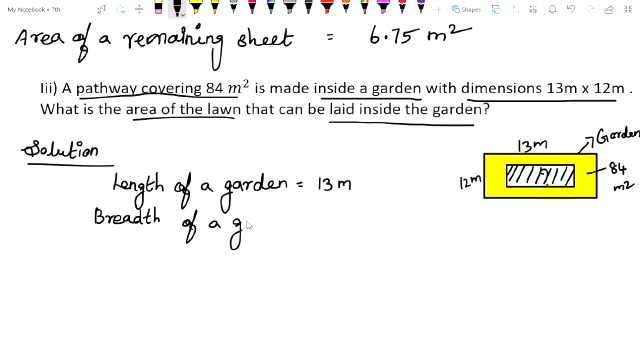 My Notebook • 7th
Shapes
Area of a remaining sheet = 6.75 m²
Iii) A pathway covering 84 m² is made inside a garden with dimensions 13m x 12m .
What is the area of the lawn that can be laid inside the garden?
Solution
13m
Garden
12m
84
m²
Length of a garden = 13 m
Breadth of a g